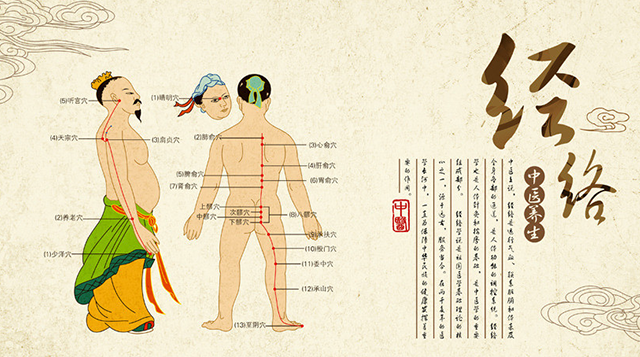 经络
中医养生
中医主说，经络是运行气血、联系脏腑和体表及
全身各部的通道，是人体功能的调控系统。经络
学也是人体针灸和按摩的基础，是中医学的重要
组成部分。 经络学说是祖国医学基础理论的核
心之一，源于远古，服务当今。在两千多年的医
学长河中，一直为保障中华民族的健康发挥着重
要的作用。
中醫
(5)听宫穴
(4)天宗穴
(3)肩贞穴
(2)养老穴
(1)少泽穴
(1)睛明穴
(2)肺俞穴
(3)心俞穴
(4)肝俞穴
(5)脾俞穴
(6)胃俞穴
(7)肾俞穴
上髎穴
次髎穴
中髎穴
下髎穴
(8)八髎穴
(9)承扶穴
(10)殷门穴
(11)委中穴
(12)承山穴
(13)至阴穴